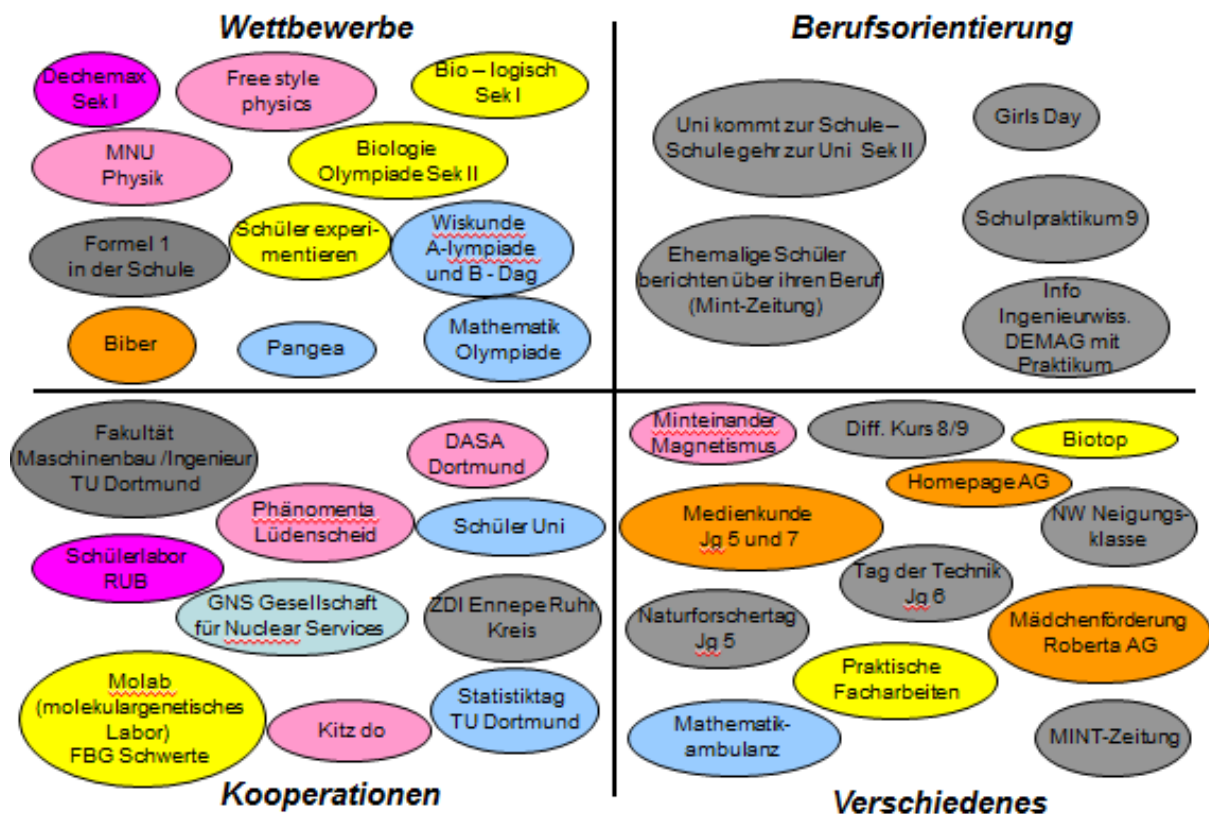 Wettbewerbe
Dechemax
Sek I
Free style
physics
Bio – logisch
Sek I
MNU
Physik
Biologie
Olympiade Sek II
Formel 1
in der Schule
Schüler experi-
mentieren
Wiskunde
A-lympiade
und B - Dag
Biber
Pangea
Mathematik
Olympiade
Berufsorientierung
Uni kommt zur Schule –
Schule gehr zur Uni Sek II
Girls Day
Schulpraktikum 9
Ehemalige Schüler
berichten über ihren Beruf
(Mint-Zeitung)
Info
Ingenieurwiss.
DEMAG mit
Praktikum
Fakultät
Maschinenbau /Ingenieur
TU Dortmund
DASA
Dortmund
Phänomenta
Lüdenscheid
Schüler Uni
Schülerlabor
RUB
GNS Gesellschaft
für Nuclear Services
ZDI Ennepe Ruhr
Kreis
Molab
(molekulargenetisches
Labor)
FBG Schwerte
Kitz do
Statistiktag
TU Dortmund
Kooperationen
Minteinander
Magnetismus
Diff. Kurs 8/9
Biotop
Homepage AG
Medienkunde
Jg 5 und 7
NW Neigungs-
klasse
Tag der Technik
Jg 6
Naturforschertag
Jg 5
Mädchenförderung
Roberta AG
Praktische
Facharbeiten
Mathematik-
ambulanz
MINT-Zeitung
Verschiedenes